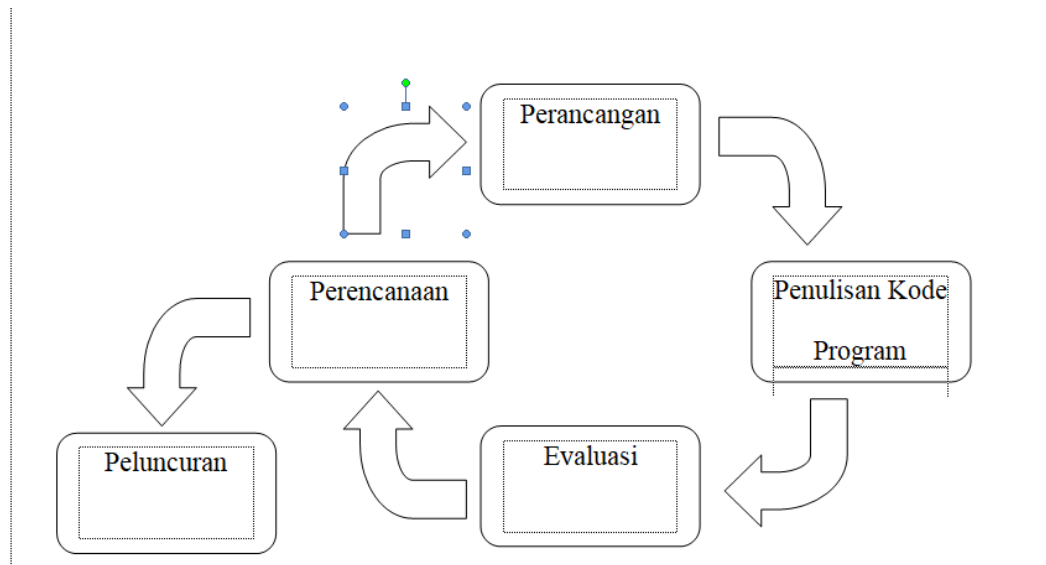 Perancangan
Perencanaan
Penulisan Kode
Program
Peluncuran
Evaluasi